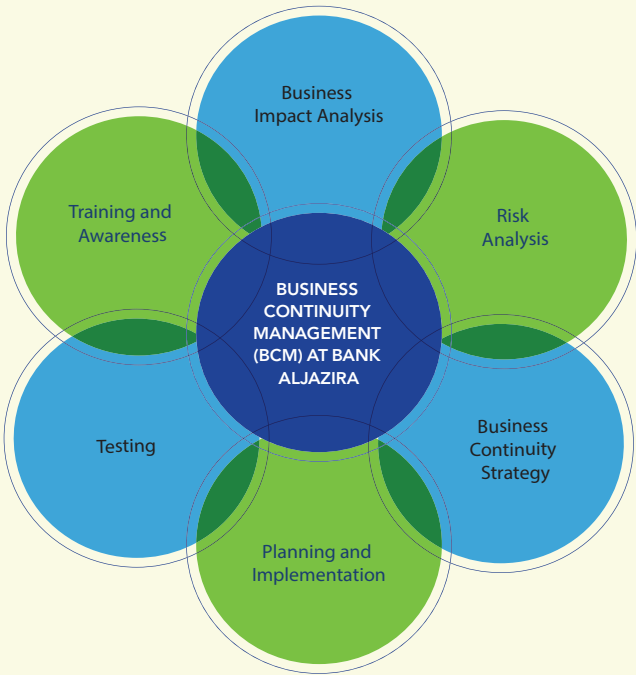 Business
Impact Analysis
Training and
Awareness
Risk
Analysis
BUSINESS
CONTINUITY
MANAGEMENT
(BCM) AT BANK
ALJAZIRA
Testing
Business
Continuity
Strategy
Planning and
Implementation